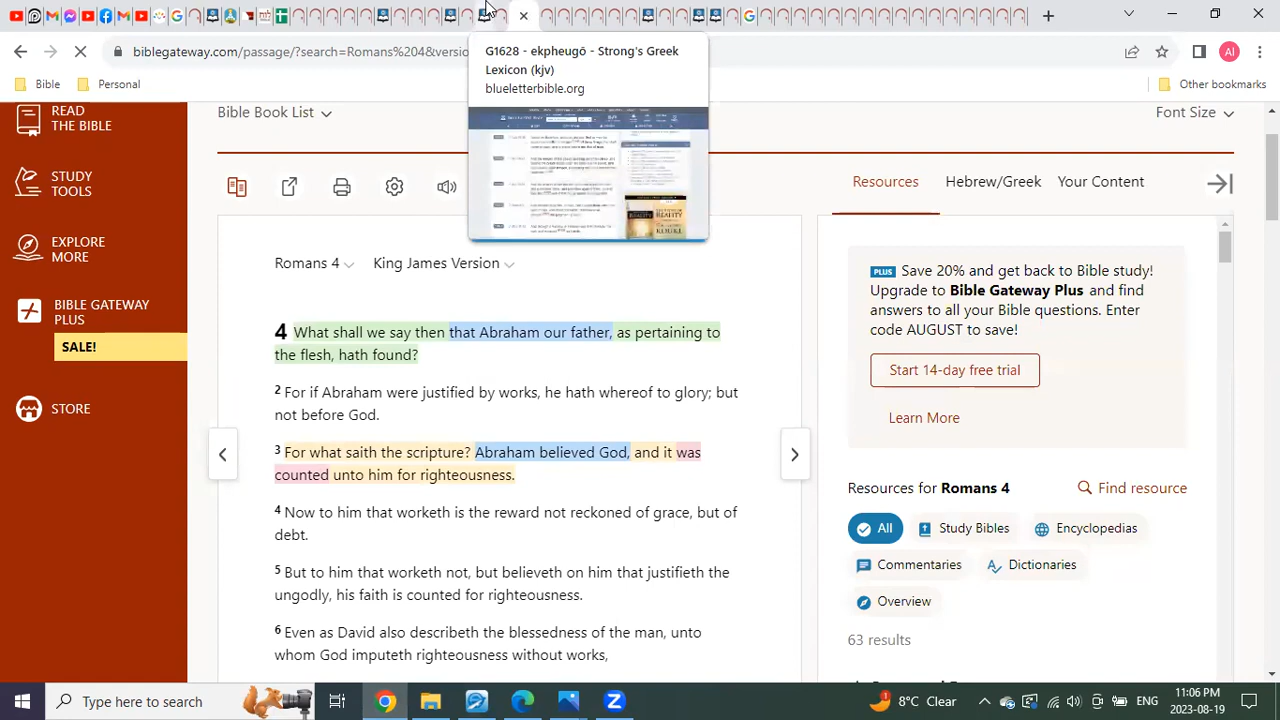 G1628 - ekpheugō - Strong's Greek
Lexicon (kjv)
blueletterbible.org
biblegateway.com/passage/?search=Romans%204&versio
AI
Bible
Personal
Other bookmarks
READ
THE BIBLE
Bible Book List
Font Size
STUDY
TOOLS
Resources
Hebrew/G
Your Content
EXPLORE
MORE
BIBLE GATEWAY
PLUS
SALE!
STORE
Romans 4
King James Version
4 What shall we say then that Abraham our father, as pertaining to
the flesh, hath found?
2 For if Abraham were justified by works, he hath whereof to glory; but
not before God.
3 For what saith the scripture? Abraham believed God, and it was
counted unto him for righteousness.
4 Now to him that worketh is the reward not reckoned of grace, but of
debt.
5 But to him that worketh not, but believeth on him that justifieth the
ungodly, his faith is counted for righteousness.
6 Even as David also describeth the blessedness of the man, unto
whom God imputeth righteousness without works,
PLUS Save 20% and get back to Bible study!
Upgrade to Bible Gateway Plus and find
answers to all your Bible questions. Enter
code AUGUST to save!
Start 14-day free trial
Learn More
Resources for Romans 4
Find resource
All
Study Bibles
Encyclopedias
Commentaries
Dictionaries
Overview
63 results
Type here to search
1
8°C Clear
ENG
11:06 PM
2023-08-19